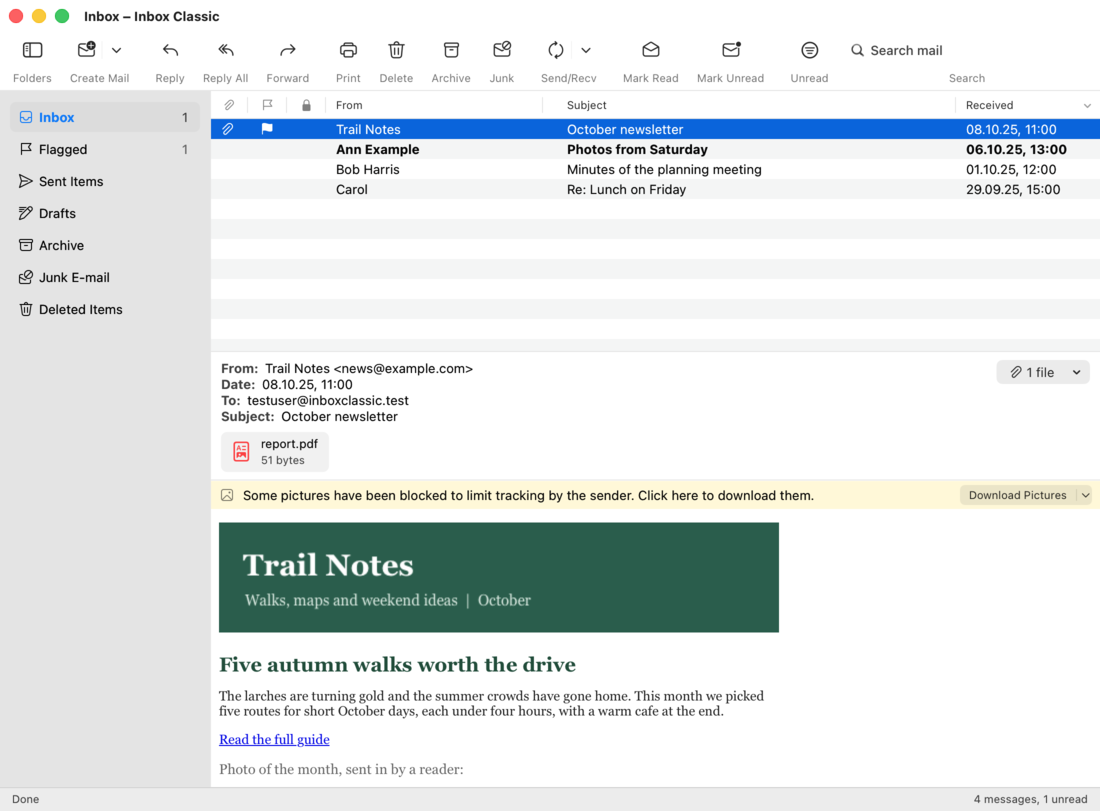 Inbox – Inbox Classic
Folders Create Mail Reply Reply All Forward Print Delete Archive Junk Send/Recv Mark Read Mark Unread Unread Search mail Search
Inbox 1
Flagged 1
Sent Items
Drafts
Archive
Junk E-mail
Deleted Items
From Subject Received
Trail Notes October newsletter 08.10.25, 11:00
Ann Example Photos from Saturday 06.10.25, 13:00
Bob Harris Minutes of the planning meeting 01.10.25, 12:00
Carol Re: Lunch on Friday 29.09.25, 15:00
From: Trail Notes <news@example.com>
Date: 08.10.25, 11:00
To: testuser@inboxclassic.test
Subject: October newsletter
1 file
report.pdf
51 bytes
Some pictures have been blocked to limit tracking by the sender. Click here to download them. Download Pictures
Trail Notes
Walks, maps and weekend ideas | October
Five autumn walks worth the drive
The larches are turning gold and the summer crowds have gone home. This month we picked
five routes for short October days, each under four hours, with a warm cafe at the end.
Read the full guide
Photo of the month, sent in by a reader:
Done 4 messages, 1 unread